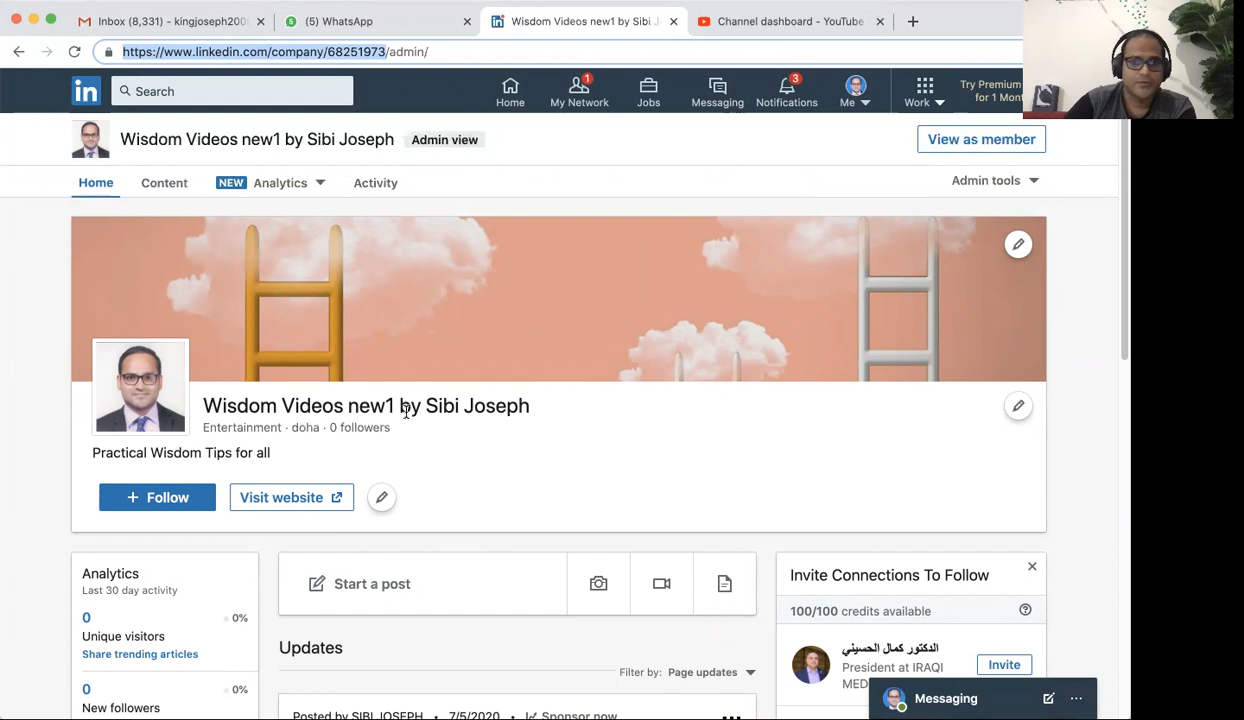 Inbox (8,331) - kingjoseph200
(5) WhatsApp
Wisdom Videos new1 by Sibi J
Channel dashboard - YouTube
https://www.linkedin.com/company/68251973/admin/
in
Search
1
3
Home
My Network
Jobs
Messaging
Notifications
Me
Work
Try Premium
for 1 Mont
Wisdom Videos new1 by Sibi Joseph
Admin view
View as member
Home
Content
NEW
Analytics
Activity
Admin tools
Wisdom Videos new1 by Sibi Joseph
Entertainment · doha · 0 followers
Practical Wisdom Tips for all
+ Follow
Visit website
Analytics
Last 30 day activity
0
0%
Unique visitors
Share trending articles
0
0%
New followers
Start a post
Updates
Filter by: Page updates
Posted by SIBI JOSEPH • 7/5/2020 • Sponsor now
Invite Connections To Follow
100/100 credits available
الدكتور كمال الحسيني
President at IRAQI
MED
Invite
Messaging